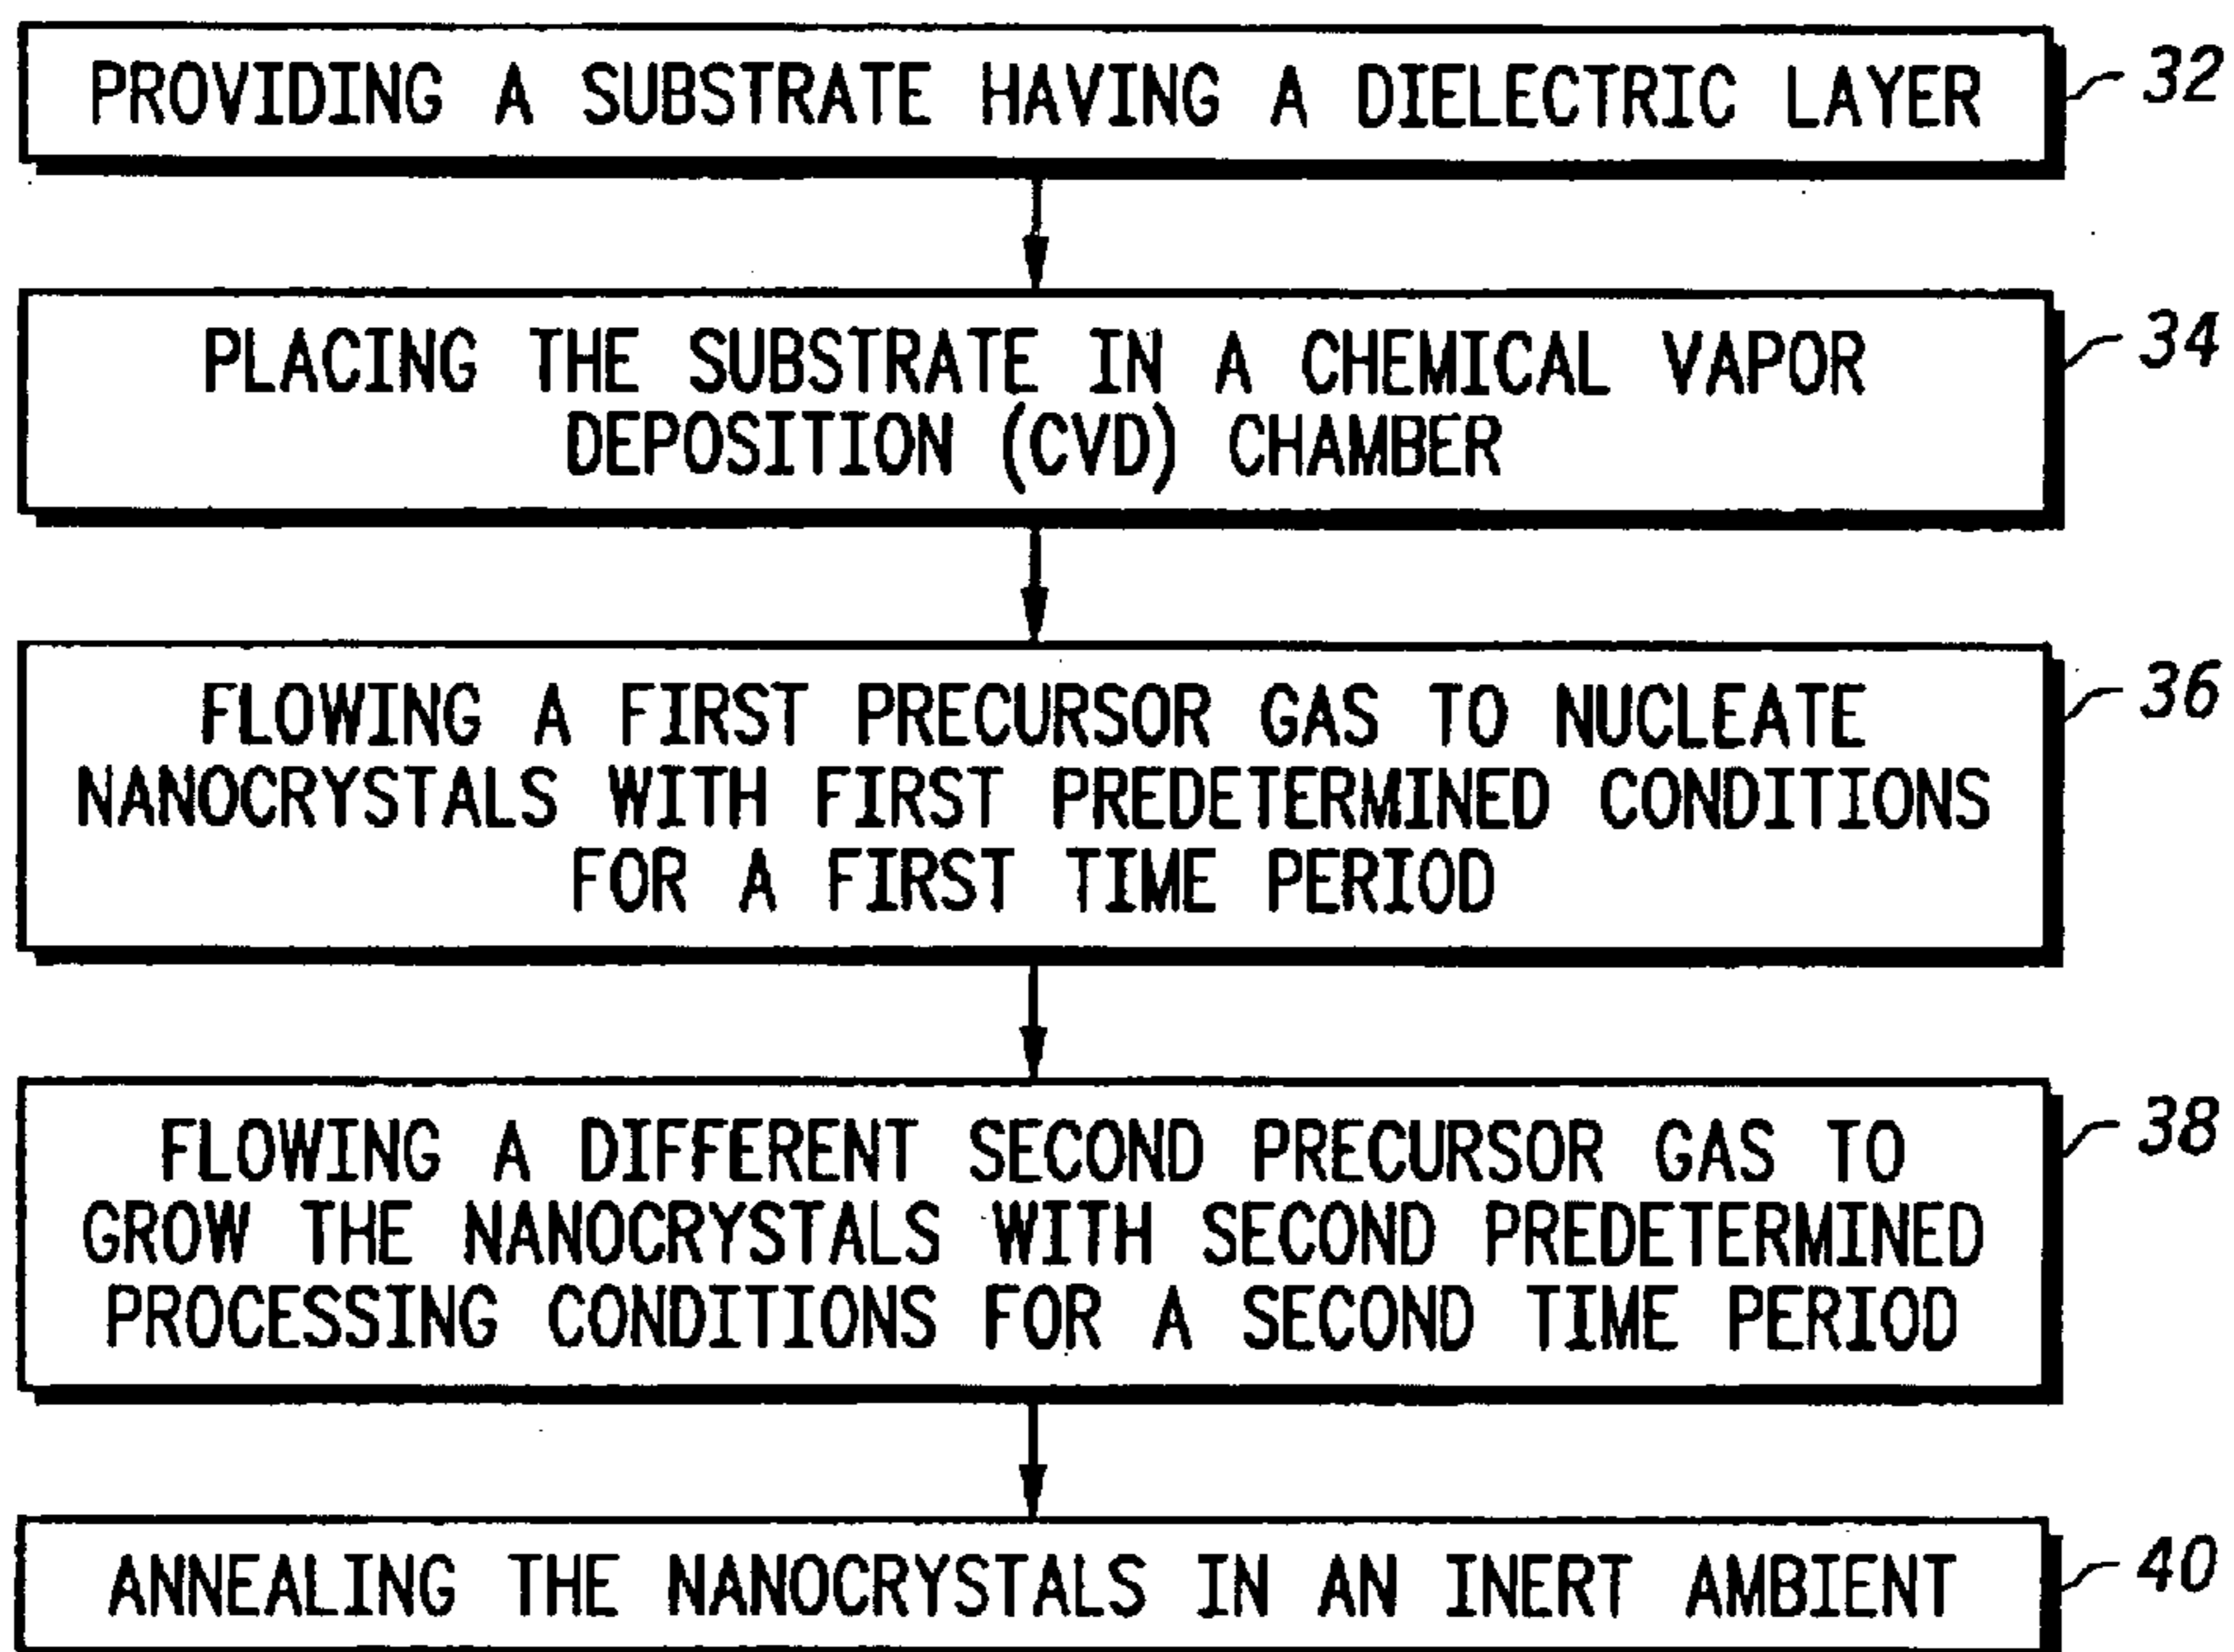 PROVIDING A SUBSTRATE HAVING A DIELECTRIC LAYER
32
PLACING THE SUBSTRATE IN A CHEMICAL VAPOR
DEPOSITION (CVD) CHAMBER
34
FLOWING A FIRST PRECURSOR GAS TO NUCLEATE
NANOCRYSTALS WITH FIRST PREDETERMINED CONDITIONS
FOR A FIRST TIME PERIOD
36
FLOWING A DIFFERENT SECOND PRECURSOR GAS TO
GROW THE NANOCRYSTALS WITH SECOND PREDETERMINED
PROCESSING CONDITIONS FOR A SECOND TIME PERIOD
38
ANNEALING THE NANOCRYSTALS IN AN INERT AMBIENT
40